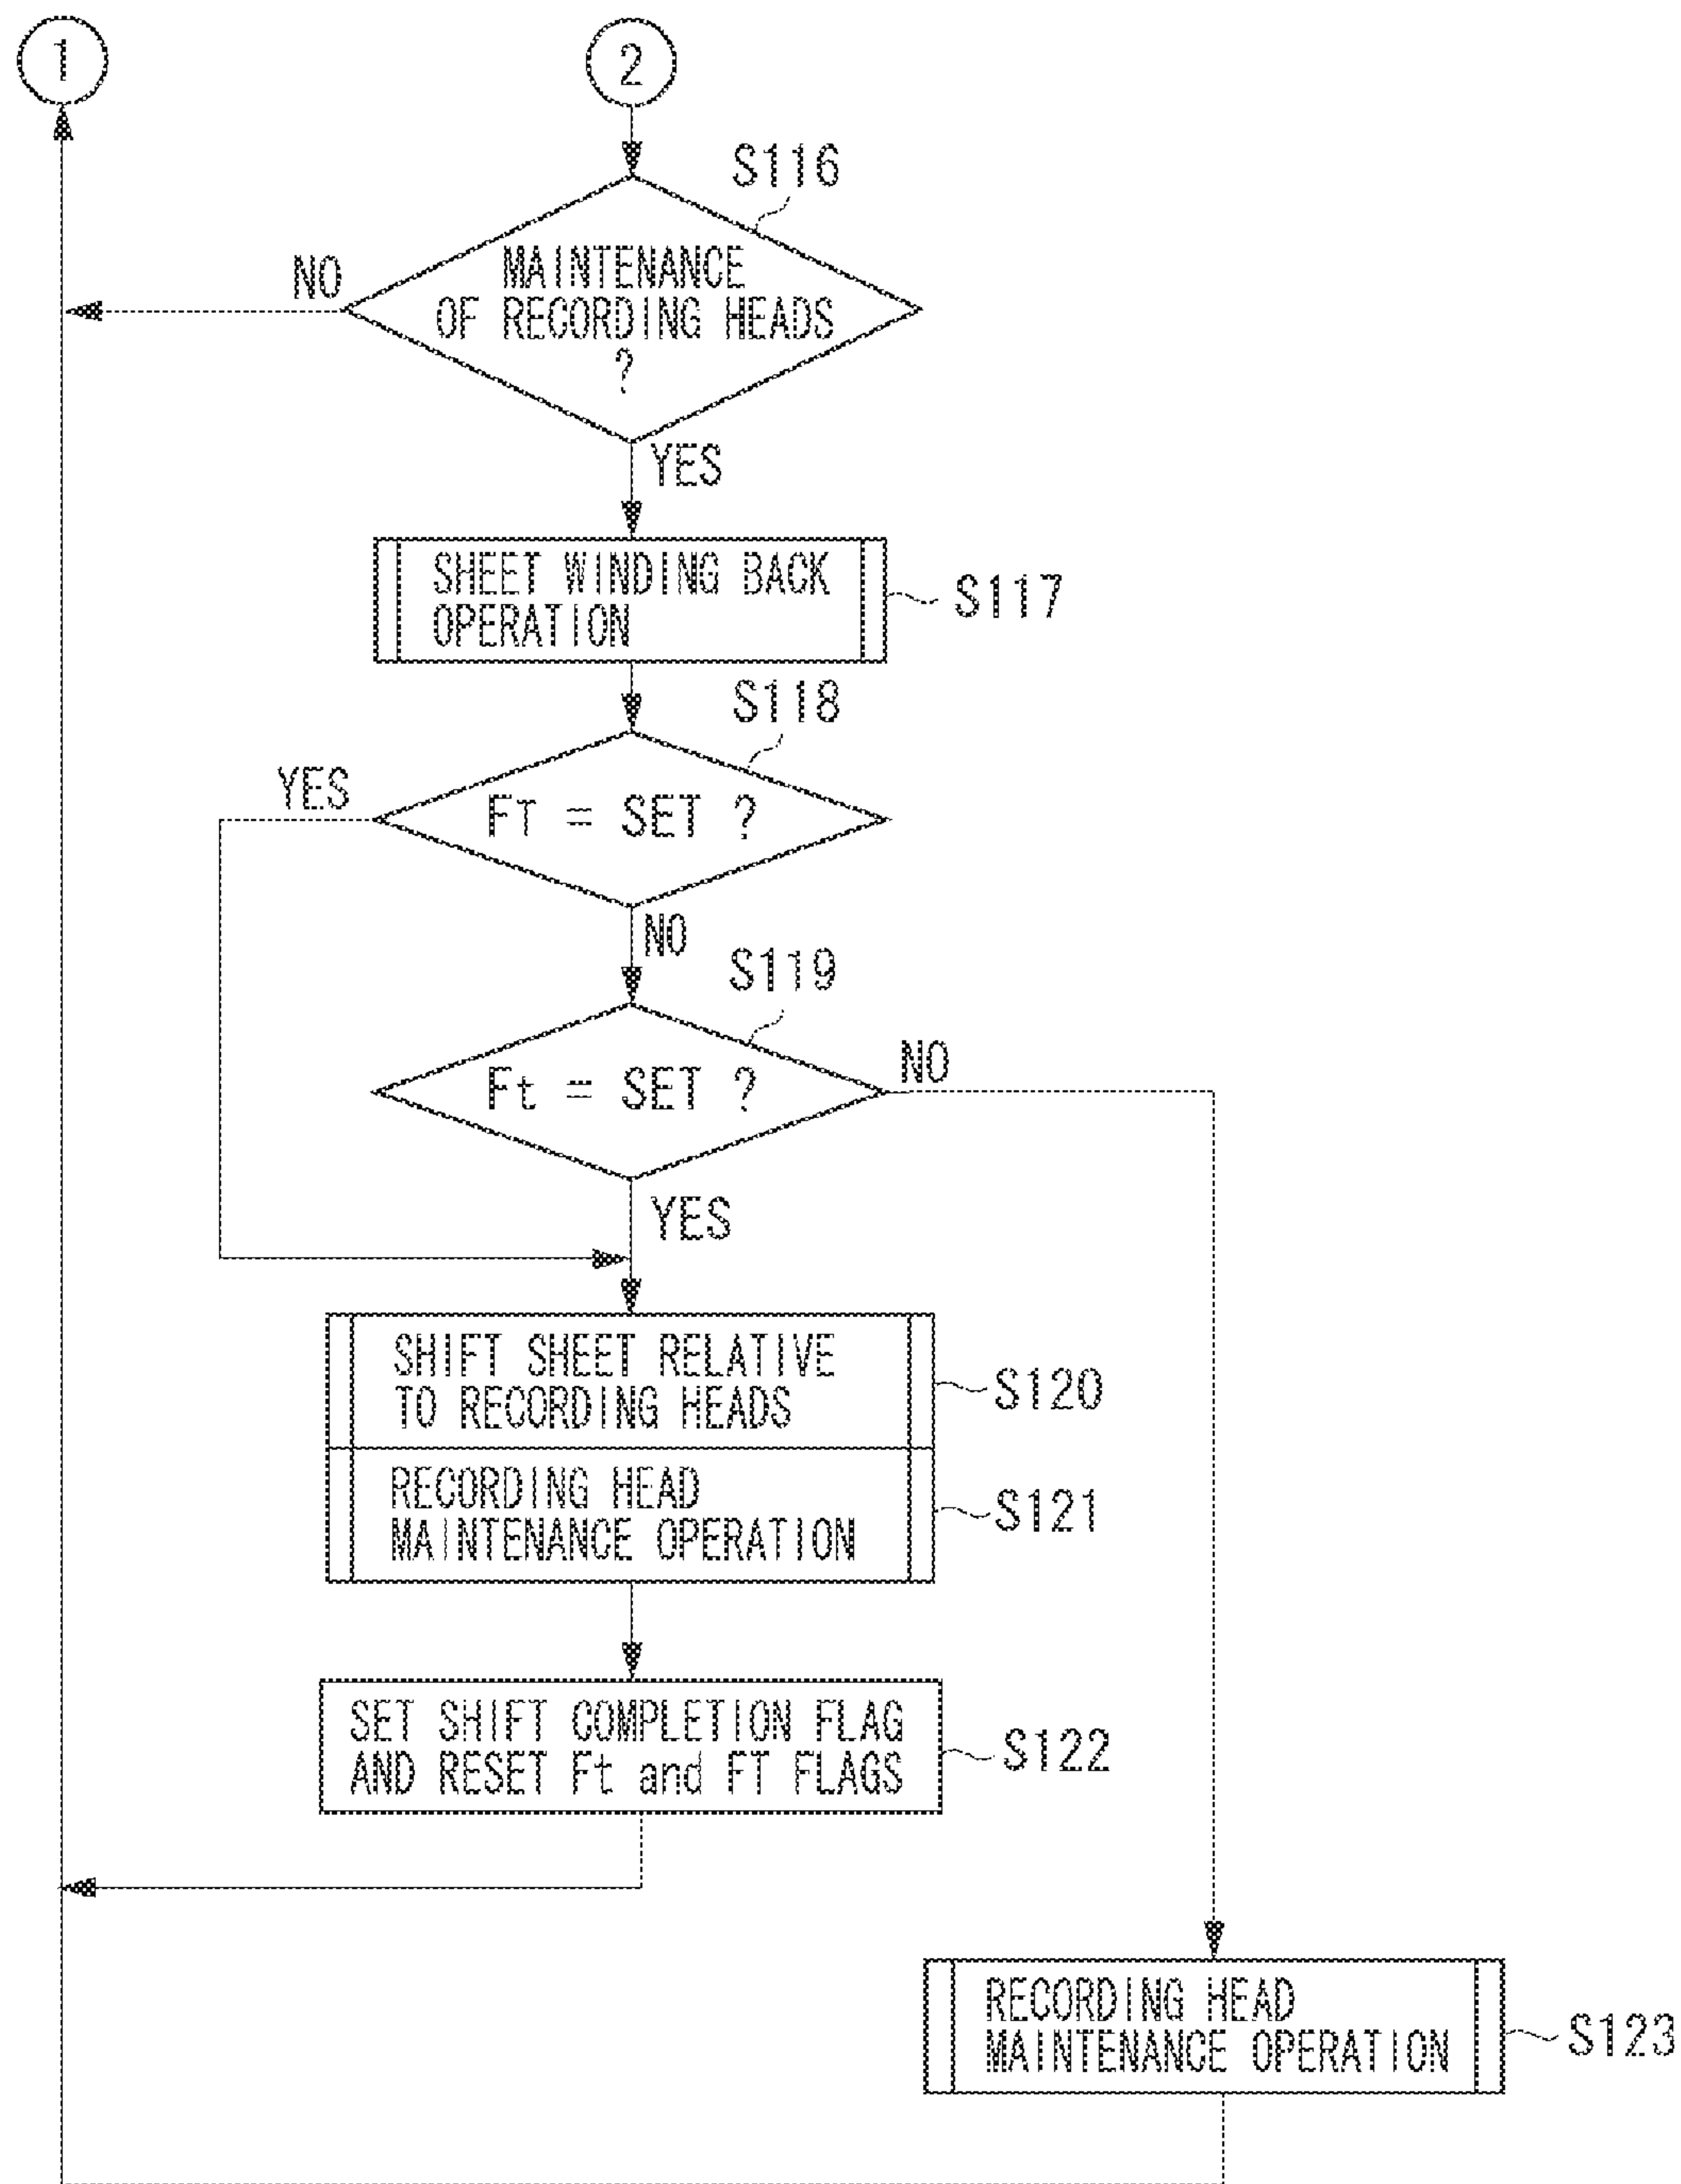 1
2
S116
MAINTENANCE
OF RECORDING HEADS
?
NO
YES
SHEET WINDING BACK
OPERATION
S117
S118
YES
FT = SET ?
NO
S119
Ft = SET ?
NO
YES
SHIFT SHEET RELATIVE
TO RECORDING HEADS
S120
RECORDING HEAD
MAINTENANCE OPERATION
S121
SET SHIFT COMPLETION FLAG
AND RESET Ft and FT FLAGS
S122
RECORDING HEAD
MAINTENANCE OPERATION
S123